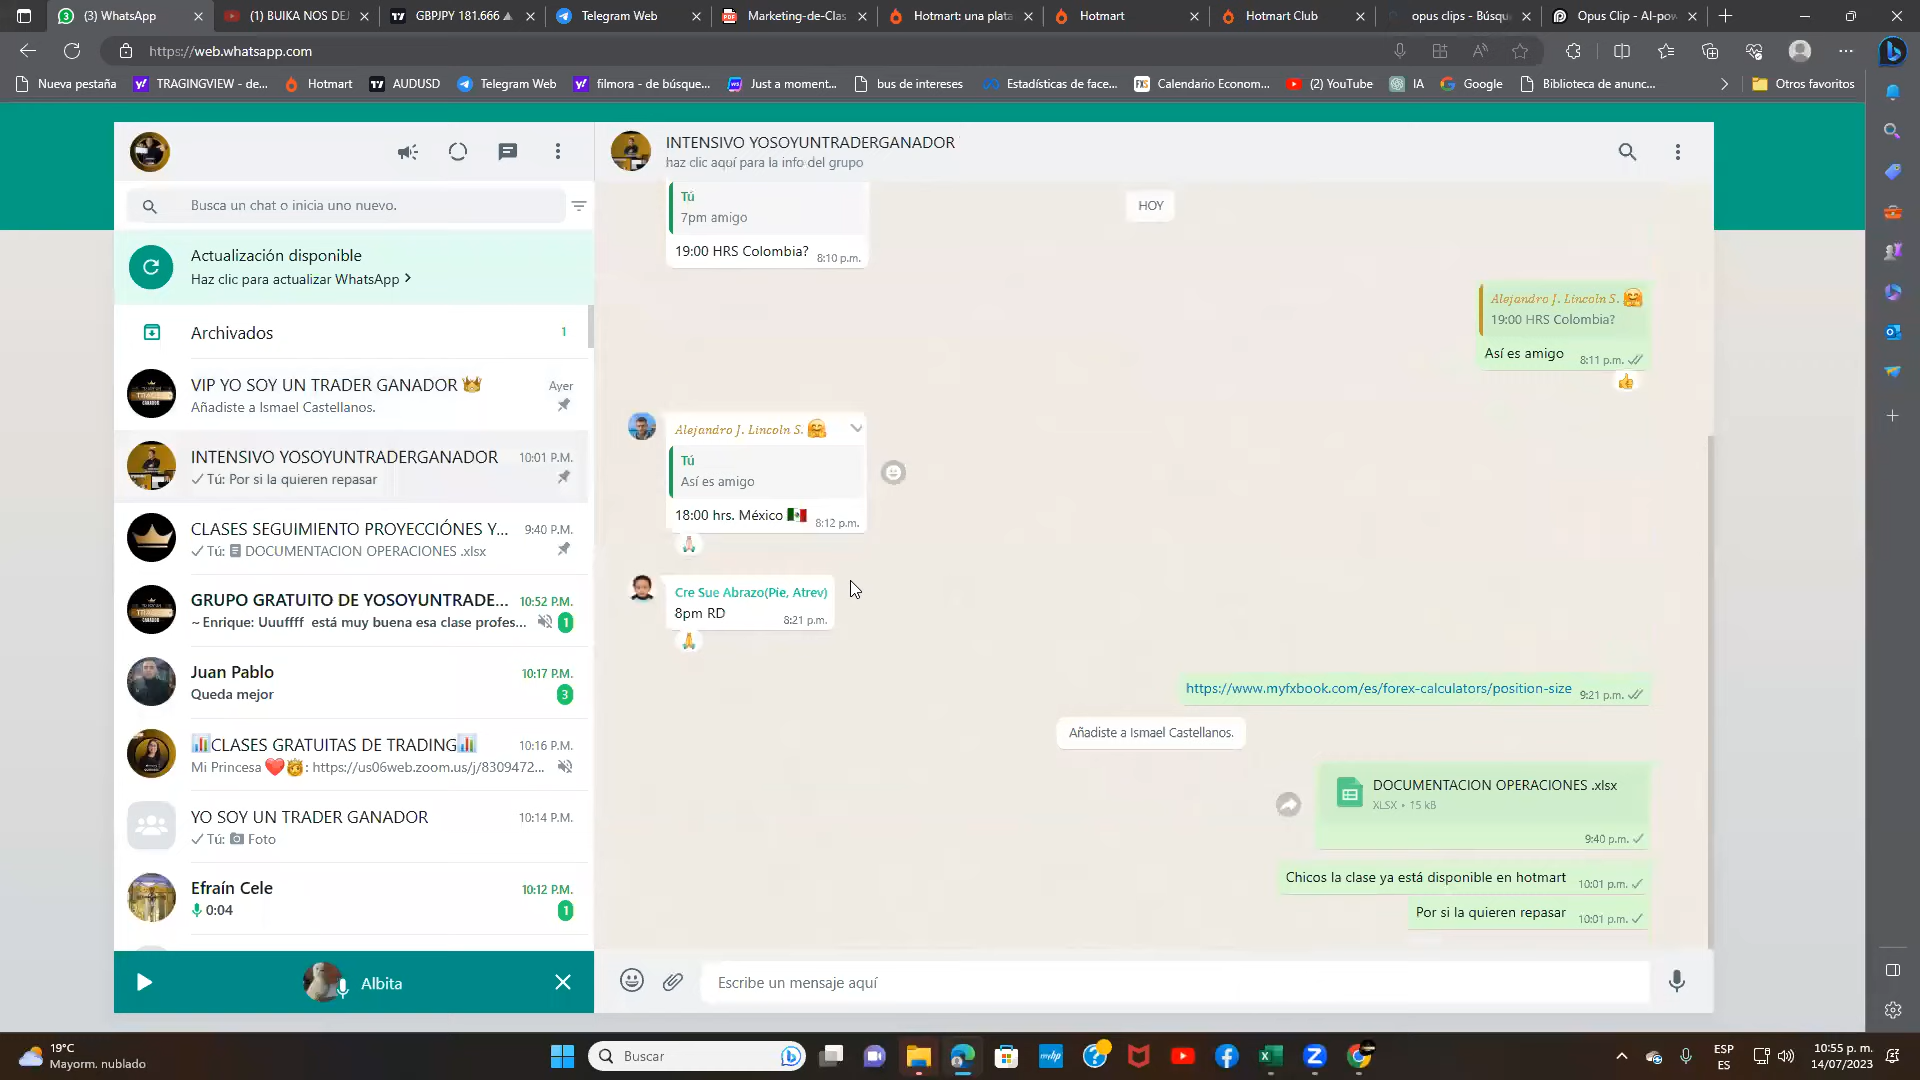 (3) WhatsApp
(1) BUIKA NOS DEJ
GBPJPY 181.666
Telegram Web
Marketing-de-Clas
Hotmart: una plata
Hotmart
Hotmart Club
opus clips - Búsqu
Opus Clip - AI-pow
https://web.whatsapp.com
Nueva pestaña
TRAGINGVIEW - de...
Hotmart
AUDUSD
Telegram Web
filmora - de búsque...
Just a moment...
bus de intereses
Estadísticas de face...
Calendario Econom...
(2) YouTube
IA
Google
Biblioteca de anunc...
Otros favoritos
INTENSIVO YOSOYUNTRADERGANADOR
haz clic aquí para la info del grupo
Busca un chat o inicia uno nuevo.
Actualización disponible
Haz clic para actualizar WhatsApp
Archivados
1
VIP YO SOY UN TRADER GANADOR
Ayer
Añadiste a Ismael Castellanos.
INTENSIVO YOSOYUNTRADERGANADOR
10:01 P.M.
Tú: Por si la quieren repasar
CLASES SEGUIMIENTO PROYECCIÓNES Y...
9:40 P.M.
Tú: DOCUMENTACION OPERACIONES .xlsx
GRUPO GRATUITO DE YOSOYUNTRADE...
10:52 P.M.
~ Enrique: Uuuffff está muy buena esa clase profes...
1
Juan Pablo
10:17 P.M.
Queda mejor
3
CLASES GRATUITAS DE TRADING
10:16 P.M.
Mi Princesa : https://us06web.zoom.us/j/8309472...
YO SOY UN TRADER GANADOR
10:14 P.M.
Tú: Foto
Efraín Cele
10:12 P.M.
0:04
1
Albita
HOY
Tú
7pm amigo
19:00 HRS Colombia?
8:10 p.m.
Alejandro J. Lincoln S.
19:00 HRS Colombia?
Así es amigo
8:11 p.m.
Alejandro J. Lincoln S.
Tú
Así es amigo
18:00 hrs. México
8:12 p.m.
Cre Sue Abrazo(Pie, Atrev)
8pm RD
8:21 p.m.
https://www.myfxbook.com/es/forex-calculators/position-size
9:21 p.m.
Añadiste a Ismael Castellanos.
DOCUMENTACION OPERACIONES .xlsx
XLSX • 15 kB
9:40 p.m.
Chicos la clase ya está disponible en hotmart
10:01 p.m.
Por si la quieren repasar
10:01 p.m.
Escribe un mensaje aquí
19°C
Mayorm. nublado
Buscar
ESP
ES
10:55 p. m.
14/07/2023